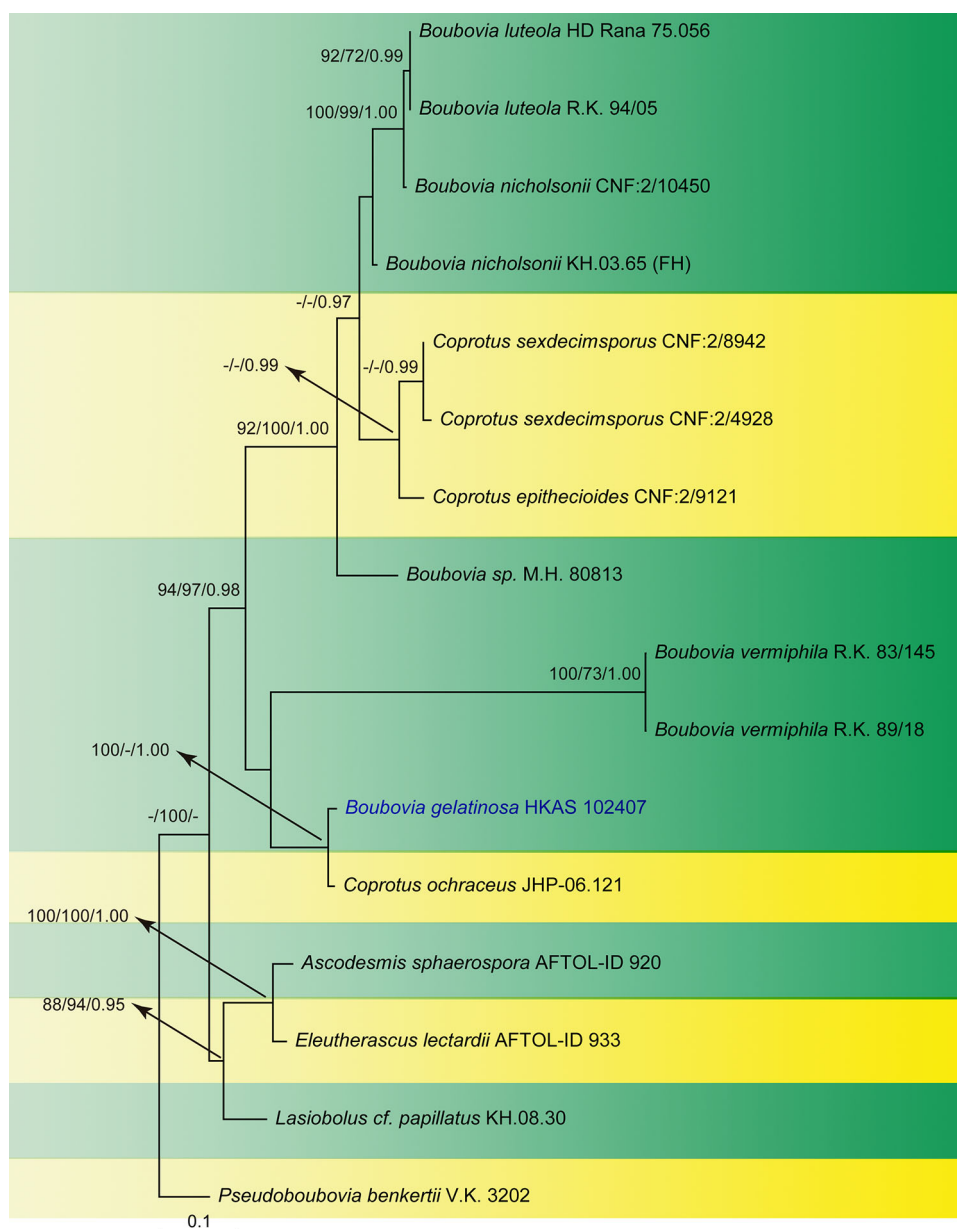 Boubovia luteola HD Rana 75.056
92/72/0.99
Boubovia luteola R.K. 94/05
100/99/1.00
Boubovia nicholsonii CNF:2/10450
Boubovia nicholsonii KH.03.65 (FH)
-/-/0.97
Coprotus sexdecimsporus CNF:2/8942
-/-/0.99
-/-/0.99
Coprotus sexdecimsporus CNF:2/4928
92/100/1.00
Coprotus epithecioides CNF:2/9121
Boubovia sp. M.H. 80813
94/97/0.98
Boubovia vermiphila R.K. 83/145
100/73/1.00
Boubovia vermiphila R.K. 89/18
100/-/1.00
Boubovia gelatinosa HKAS 102407
-/100/-
Coprotus ochraceus JHP-06.121
100/100/1.00
Ascodesmis sphaerospora AFTOL-ID 920
88/94/0.95
Eleutherascus lectardii AFTOL-ID 933
Lasiobolus cf. papillatus KH.08.30
Pseudoboubovia benkertii V.K. 3202
0.1